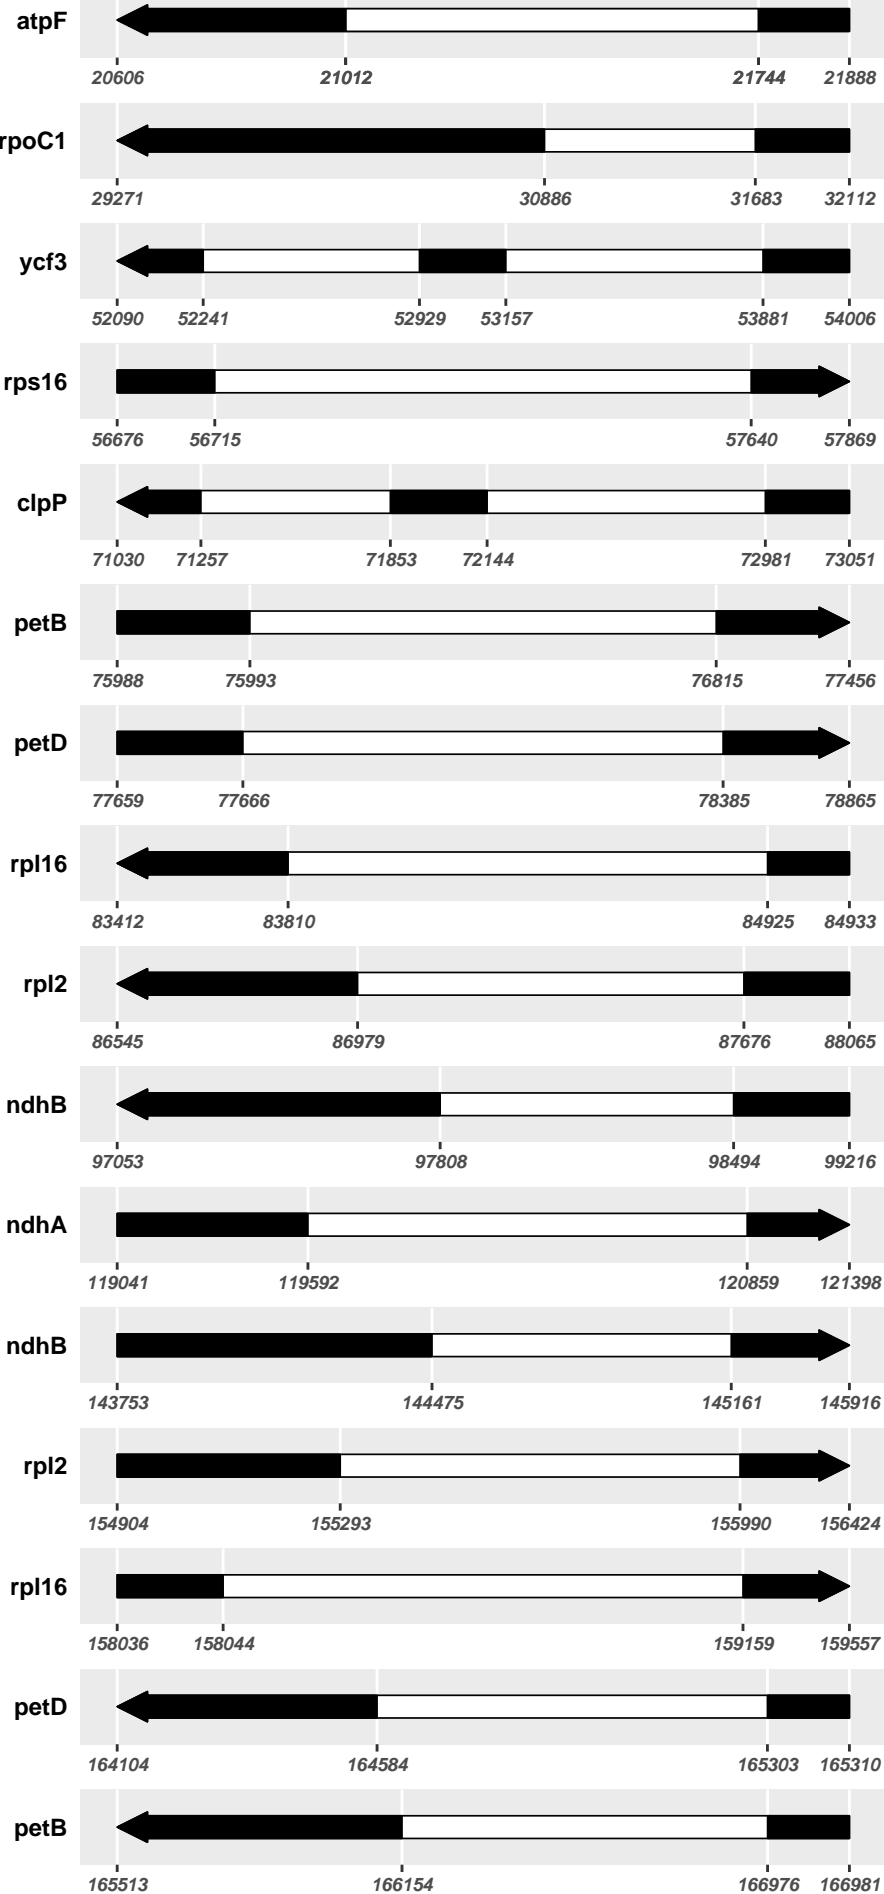 atpF
20606 21012 21744 21888
rpoC1
29271 30886 31683 32112
ycf3
52090 52241 52929 53157 53881 54006
rps16
56676 56715 57640 57869
clpP
71030 71257 71853 72144 72981 73051
petB
75988 75993 76815 77456
petD
77659 77666 78385 78865
rpl16
83412 83810 84925 84933
rpl2
86545 86979 87676 88065
ndhB
97053 97808 98494 99216
ndhA
119041 119592 120859 121398
ndhB
143753 144475 145161 145916
rpl2
154904 155293 155990 156424
rpl16
158036 158044 159159 159557
petD
164104 164584 165303 165310
petB
165513 166154 166976 166981